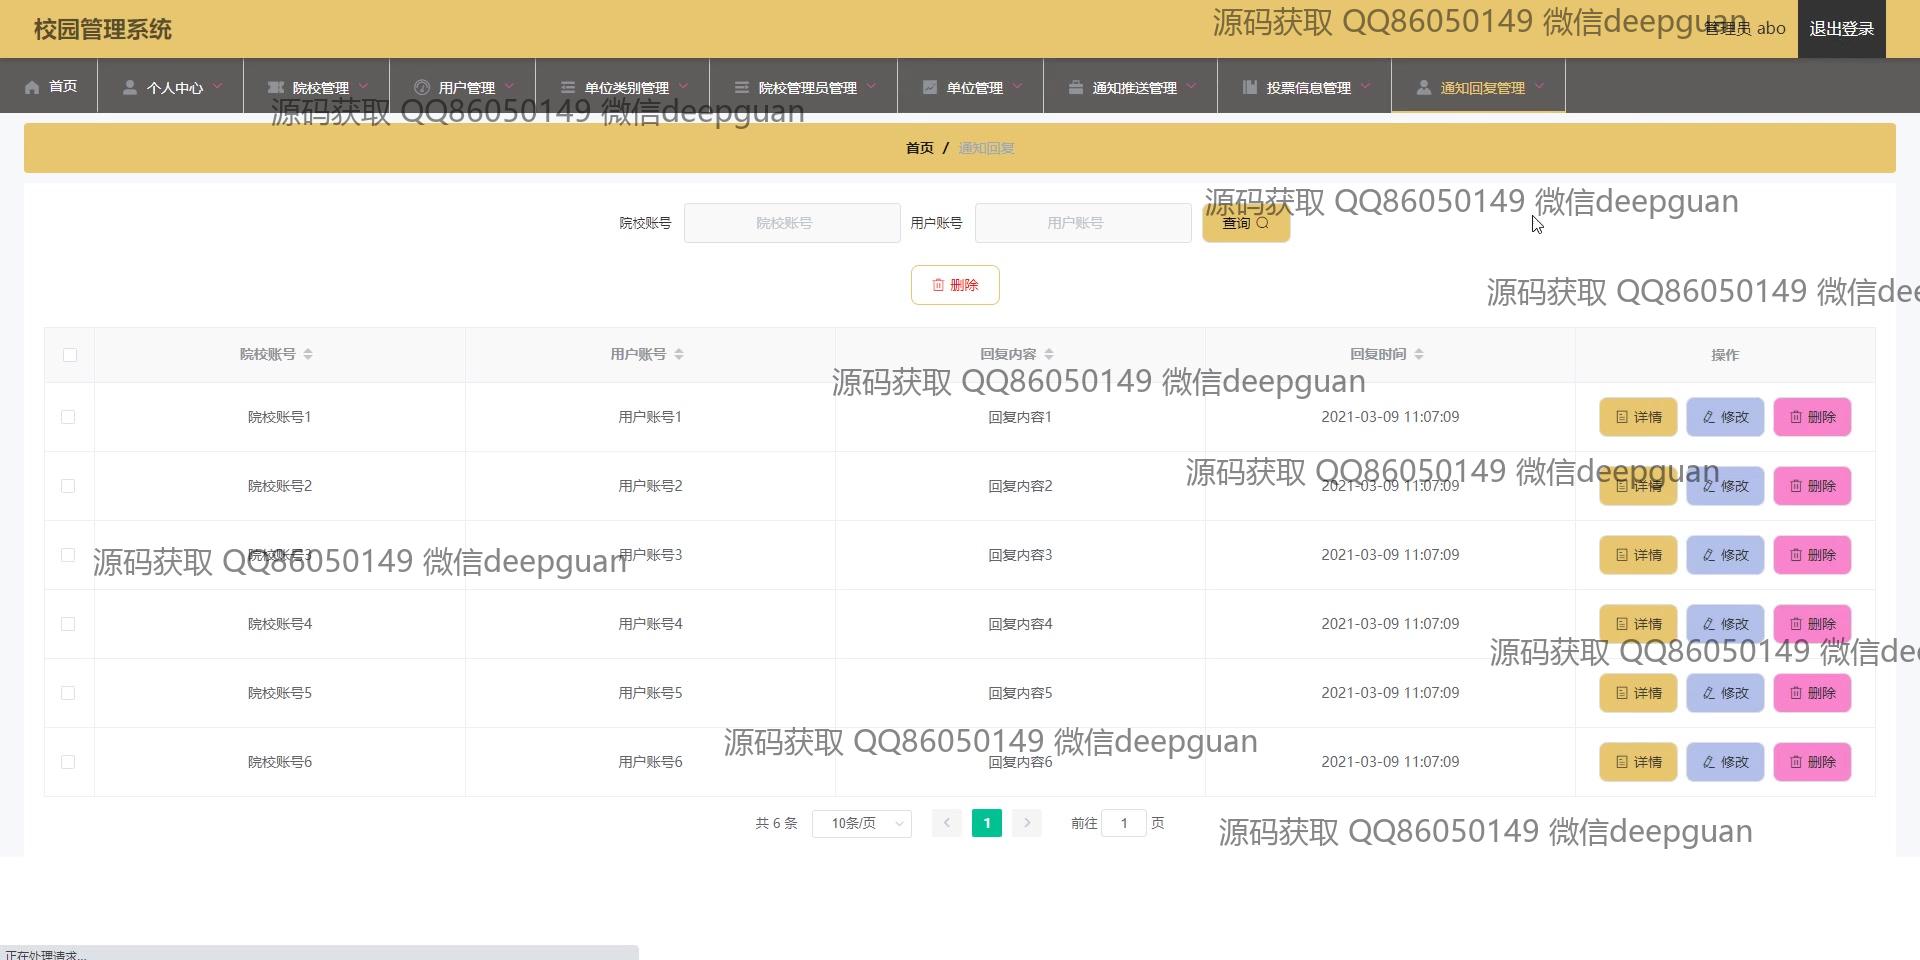 校园管理系统
源码获取 QQ86050149 微信deepguan
管理员 abo
退出登录
首页
个人中心
院校管理
用户管理
单位类别管理
院校管理员管理
单位管理
通知推送管理
投票信息管理
通知回复管理
源码获取 QQ86050149 微信deepguan
首页 / 通知回复
源码获取 QQ86050149 微信deepguan
院校账号 院校账号 用户账号 用户账号 查询
删除
源码获取 QQ86050149 微信dee
院校账号 用户账号 回复内容 回复时间 操作
源码获取 QQ86050149 微信deepguan
院校账号1 用户账号1 回复内容1 2021-03-09 11:07:09 详情 修改 删除
源码获取 QQ86050149 微信deepguan
院校账号2 用户账号2 回复内容2 2021-03-09 11:07:09 详情 修改 删除
院校账号3 用户账号3 回复内容3 2021-03-09 11:07:09 详情 修改 删除
源码获取 QQ86050149 微信deepguan
院校账号4 用户账号4 回复内容4 2021-03-09 11:07:09 详情 修改 删除
源码获取 QQ86050149 微信dee
院校账号5 用户账号5 回复内容5 2021-03-09 11:07:09 详情 修改 删除
源码获取 QQ86050149 微信deepguan
院校账号6 用户账号6 回复内容6 2021-03-09 11:07:09 详情 修改 删除
共 6 条 10条/页 1 前往 1 页
源码获取 QQ86050149 微信deepguan
正在处理请求...